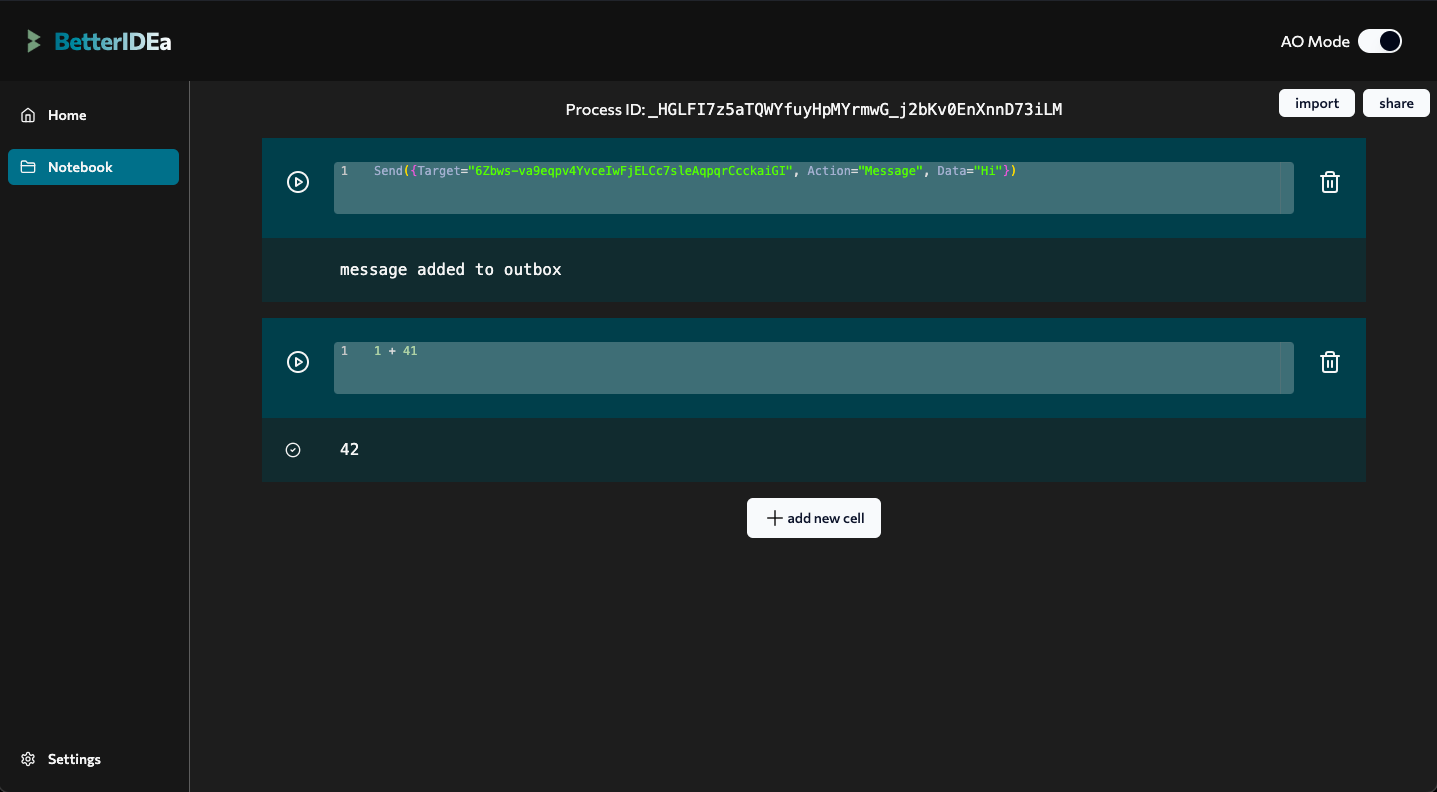 BetterIDEa
AO Mode
Home
Notebook
Settings
Process ID: _HGLFI7z5aTQWYfuyHpMYrmwG_j2bKv0EnXnnD73iLM
import
share
1 Send({Target="6Zbws-va9eqpv4YvceIwFjELCc7sleAqpqrCcckaiGI", Action="Message", Data="Hi"})
message added to outbox
1 1 + 41
42
add new cell